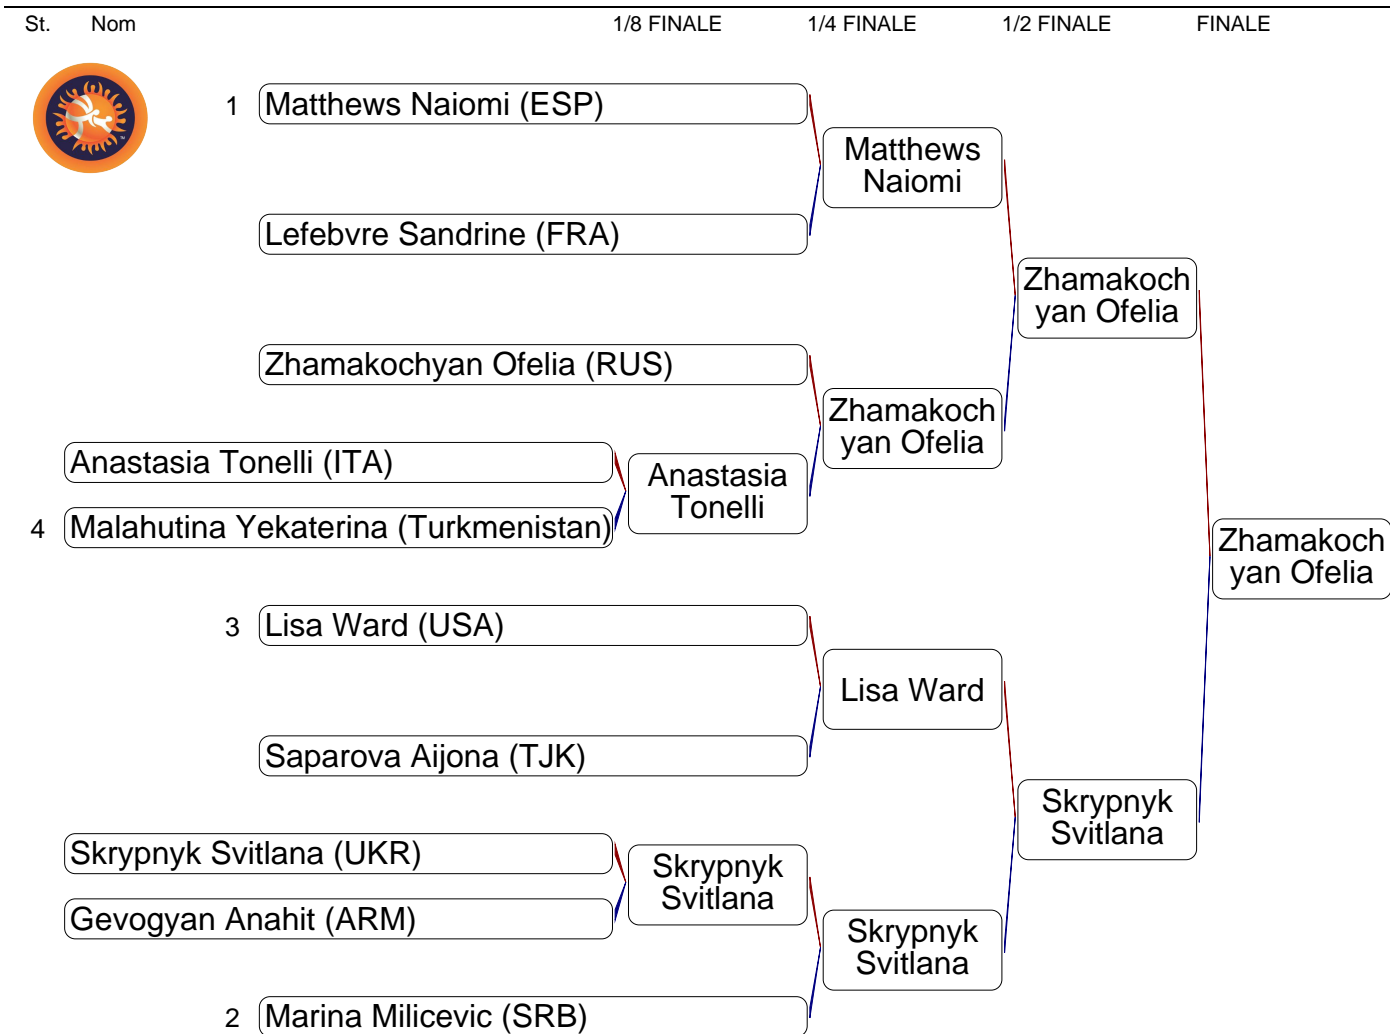 St. Nom 1/8 FINALE 1/4 FINALE 1/2 FINALE FINALE
1 Matthews Naiomi (ESP)
Matthews
Naiomi
Lefebvre Sandrine (FRA)
Zhamakoch
yan Ofelia
Zhamakochyan Ofelia (RUS)
Zhamakoch
yan Ofelia
Anastasia Tonelli (ITA)
Anastasia
Tonelli
4 Malahutina Yekaterina (Turkmenistan)
Zhamakoch
yan Ofelia
3 Lisa Ward (USA)
Lisa Ward
Saparova Aijona (TJK)
Skrypnyk
Svitlana
Skrypnyk Svitlana (UKR)
Skrypnyk
Svitlana
Gevogyan Anahit (ARM)
Skrypnyk
Svitlana
2 Marina Milicevic (SRB)